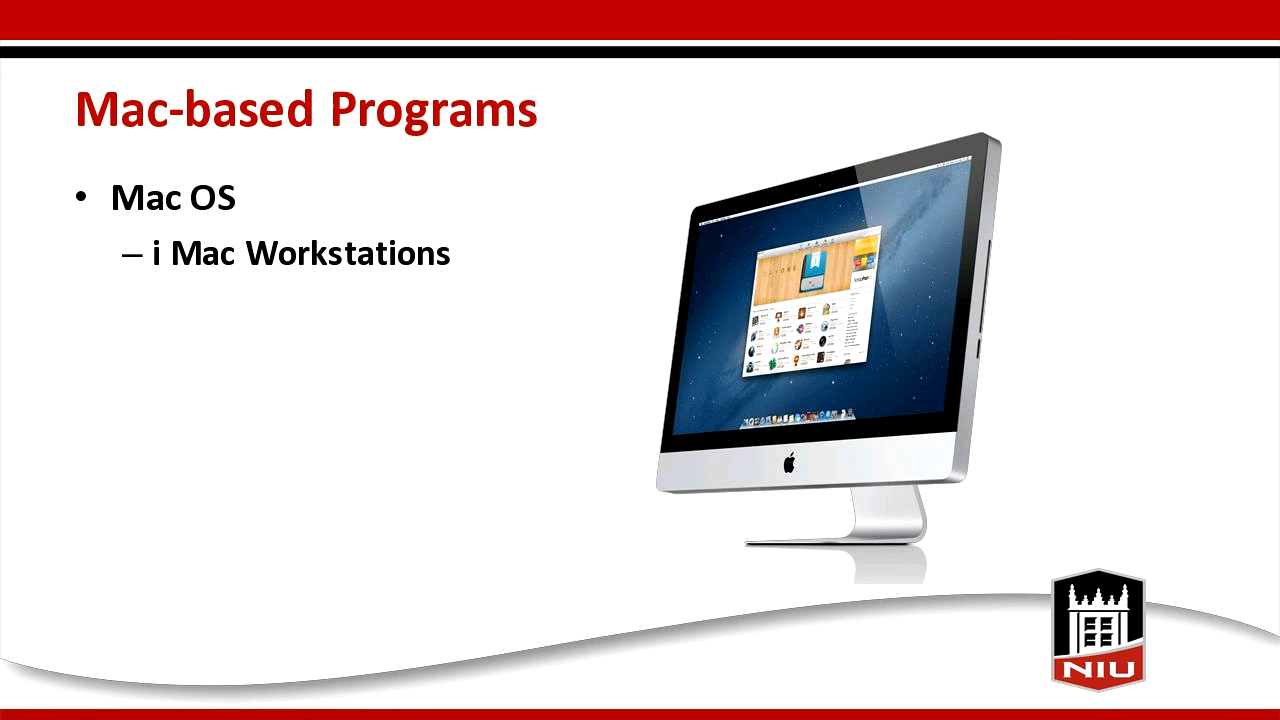 Mac-based Programs
• Mac OS
– i Mac Workstations
NIU